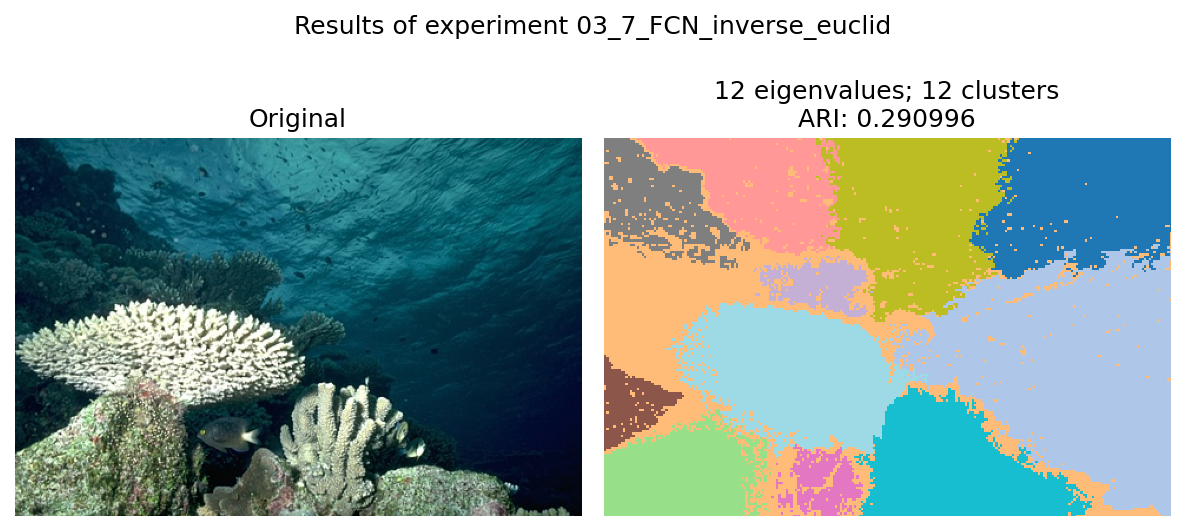 Results of experiment 03_7_FCN_inverse_euclid
Original
12 eigenvalues; 12 clusters
ARI: 0.290996